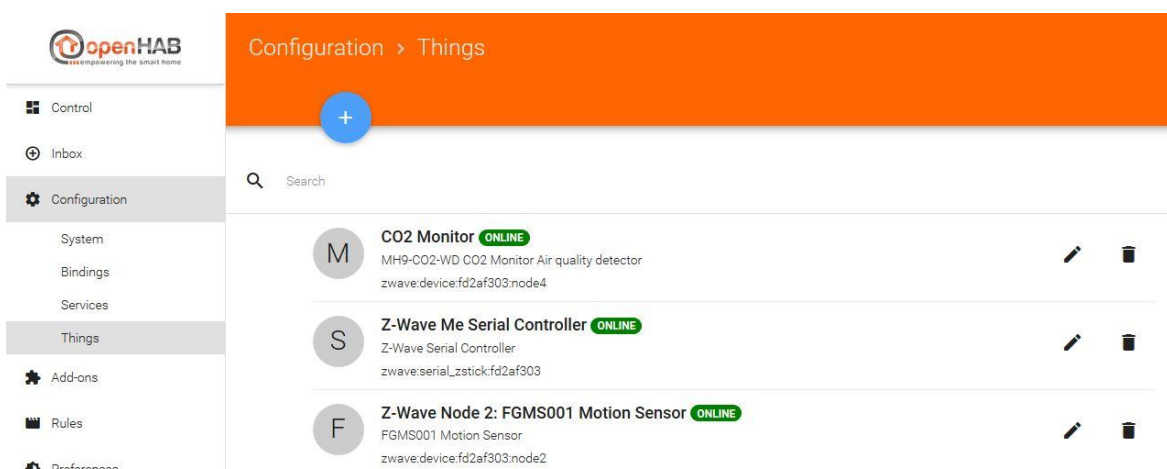 openHAB
empowering the smart home
Configuration > Things
Control
+
Inbox
Configuration
System
Bindings
Services
Things
Add-ons
Rules
Preferences
Search
M
CO2 Monitor ONLINE
MH9-CO2-WD CO2 Monitor Air quality detector
zwave:device:fd2af303:node4
S
Z-Wave Me Serial Controller ONLINE
Z-Wave Serial Controller
zwave:serial_zstick:fd2af303
F
Z-Wave Node 2: FGMS001 Motion Sensor ONLINE
FGMS001 Motion Sensor
zwave:device:fd2af303:node2